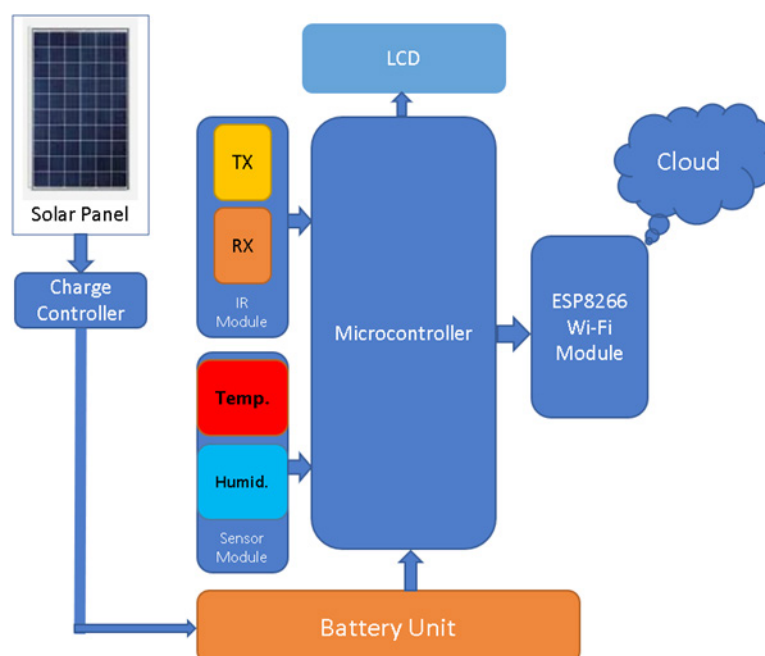 LCD
Cloud
TX
RX
IR
Module
Solar Panel
Charge
Controller
Microcontroller
ESP8266
Wi-Fi
Module
Temp.
Humid.
Sensor
Module
Battery Unit